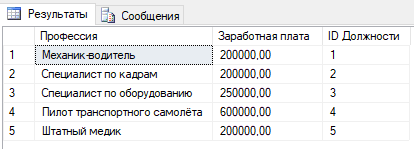 Результаты Сообщения
Профессия Заработная плата ID Должности
1 Механик-водитель 200000,00 1
2 Специалист по кадрам 200000,00 2
3 Специалист по оборудованию 250000,00 3
4 Пилот транспортного самолёта 600000,00 4
5 Штатный медик 200000,00 5